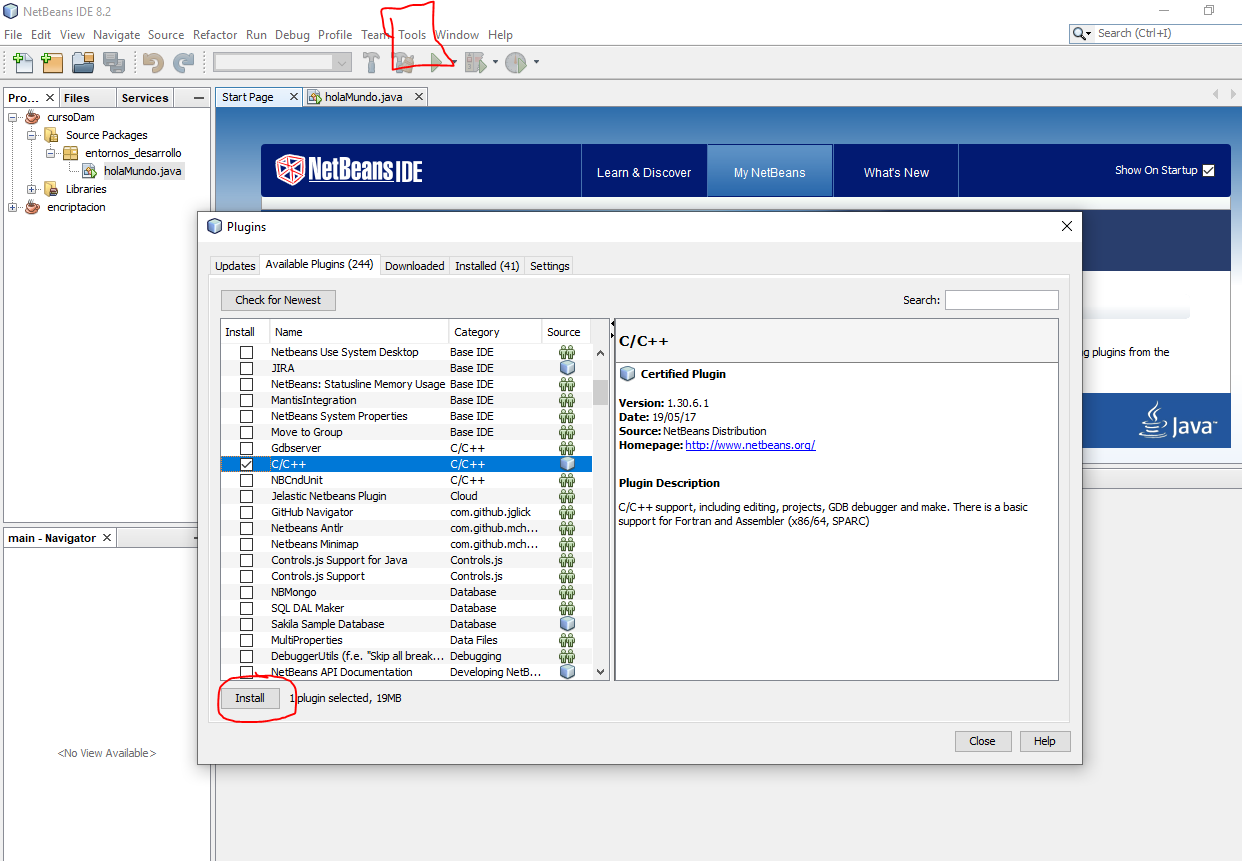 NetBeans IDE 8.2
File Edit View Navigate Source Refactor Run Debug Profile Team Tools Window Help
Search (Ctrl+I)
Pro... Files Services
Start Page holaMundo.java
cursoDam
Source Packages
entornos_desarrollo
holaMundo.java
Libraries
encriptacion
NetBeans IDE
Learn & Discover My NetBeans What's New
Show On Startup
Plugins
Updates Available Plugins (244) Downloaded Installed (41) Settings
Check for Newest
Search:
Install Name Category Source
Netbeans Use System Desktop Base IDE
JIRA Base IDE
NetBeans: Statusline Memory Usage Base IDE
MantisIntegration Base IDE
NetBeans System Properties Base IDE
Move to Group Base IDE
Gdbserver C/C++
C/C++ C/C++
NBCndUnit C/C++
Jelastic Netbeans Plugin Cloud
GitHub Navigator com.github.jglick
Netbeans Antlr com.github.mch...
Netbeans Minimap com.github.mch...
Controls.js Support for Java Controls.js
Controls.js Support Controls.js
NBMongo Database
SQL DAL Maker Database
Sakila Sample Database Database
MultiProperties Data Files
DebuggerUtils (f.e. "Skip all break... Debugging
NetBeans API Documentation Developing NetB...
C/C++
Certified Plugin
Version: 1.30.6.1
Date: 19/05/17
Source: NetBeans Distribution
Homepage: http://www.netbeans.org/
Plugin Description
C/C++ support, including editing, projects, GDB debugger and make. There is a basic
support for Fortran and Assembler (x86/64, SPARC)
Install 1 plugin selected, 19MB
Close Help
plugins from the
Java
main - Navigator
<No View Available>